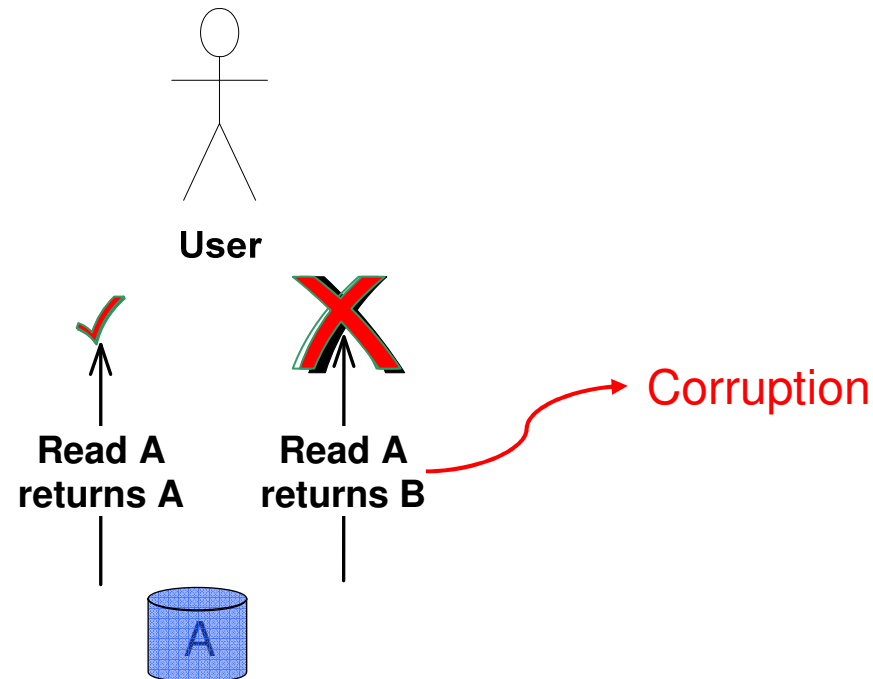 User
Read A
returns A
Read A
returns B
Corruption
A